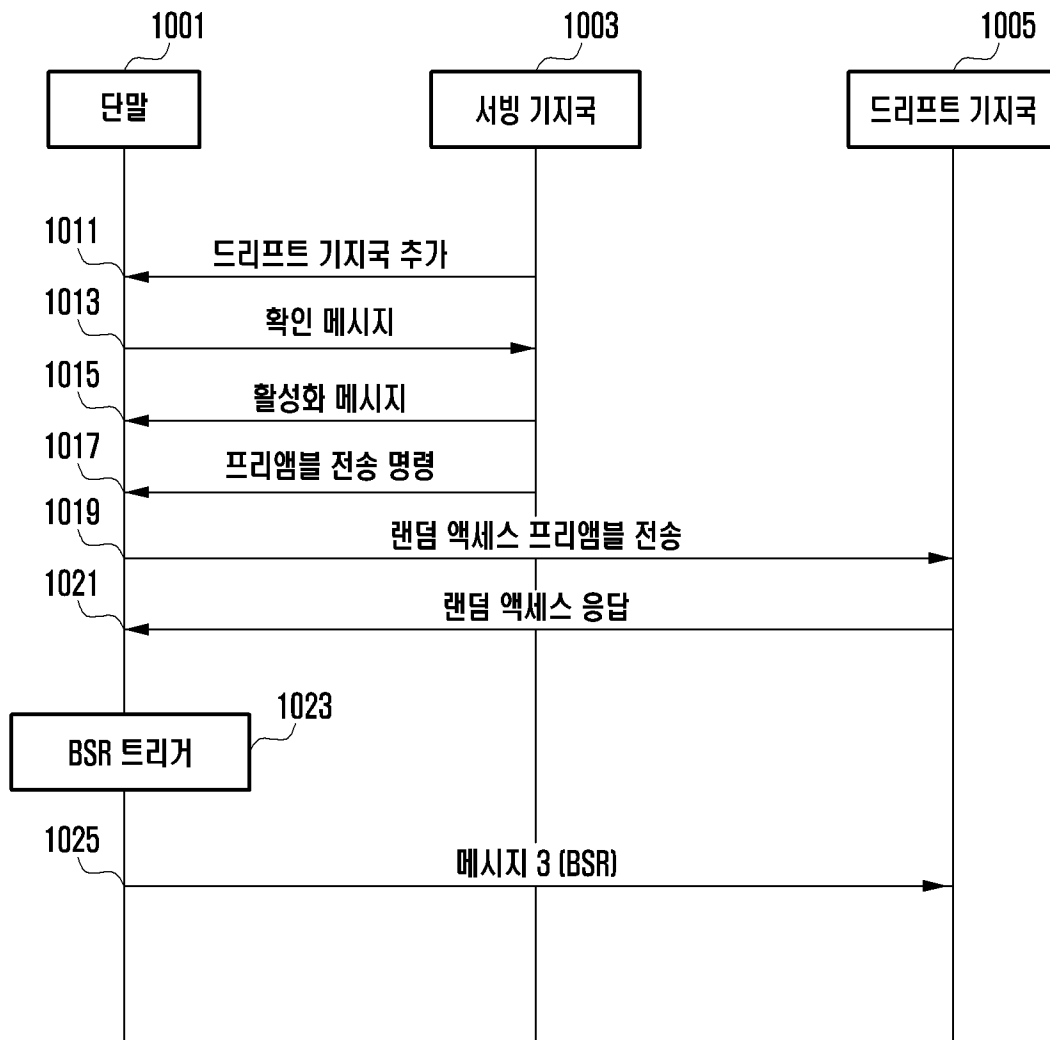 1001
1003
1005
단말
서빙 기지국
드리프트 기지국
1011
드리프트 기지국 추가
1013
확인 메시지
1015
활성화 메시지
1017
프리앰블 전송 명령
1019
랜덤 액세스 프리앰블 전송
1021
랜덤 액세스 응답
1023
BSR 트리거
1025
메시지 3 (BSR)